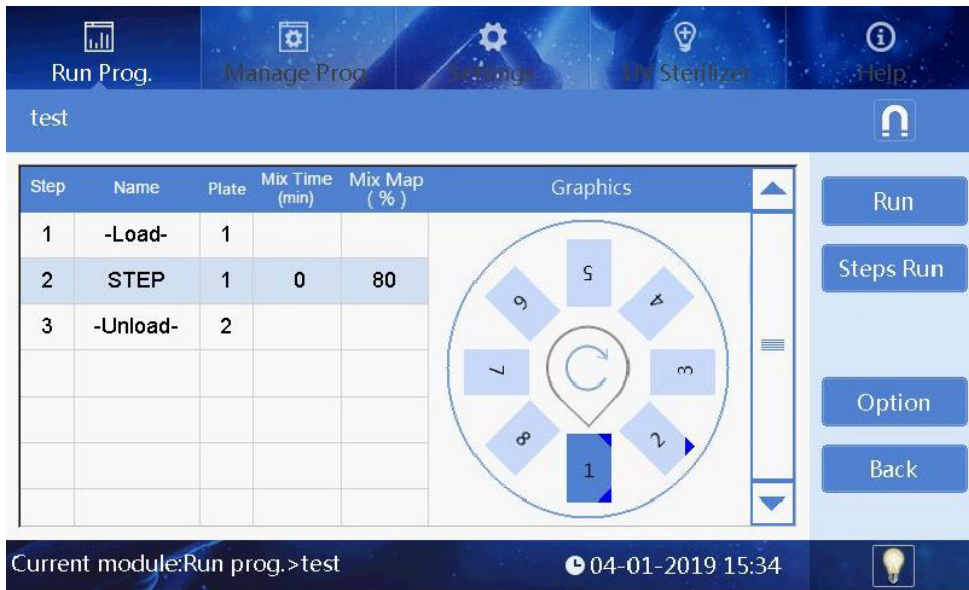 Run Prog. Manage Prog. Settings UV Sterilizer Help
test
Step Name Plate Mix Time (min) Mix Map ( % ) Graphics
1 -Load- 1
2 STEP 1 0 80
3 -Unload- 2
5
6 4
7 3
8 2
1
Run
Steps Run
Option
Back
Current module:Run prog.>test 04-01-2019 15:34